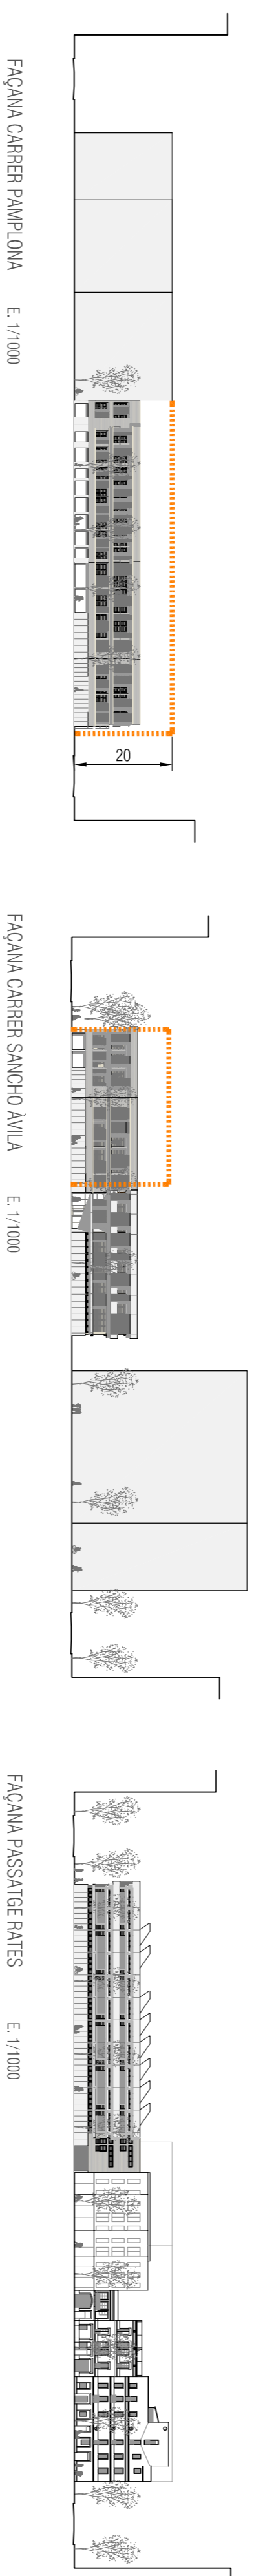 FAÇANA CARRER PAMPLONA E. 1/1000
20
FAÇANA CARRER SANCHO ÀVILA E. 1/1000
FAÇANA PASSATGE RATES E. 1/1000